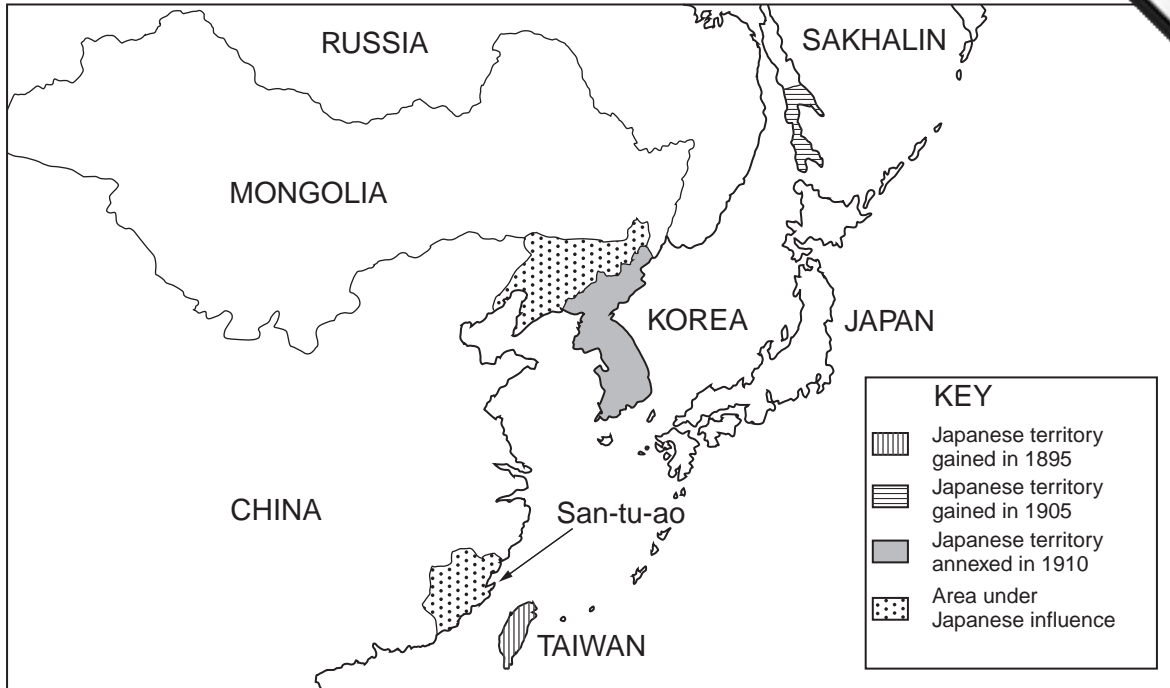 RUSSIA
SAKHALIN
MONGOLIA
KOREA
JAPAN
CHINA
San-tu-ao
TAIWAN
KEY
Japanese territory
gained in 1895
Japanese territory
gained in 1905
Japanese territory
annexed in 1910
Area under
Japanese influence